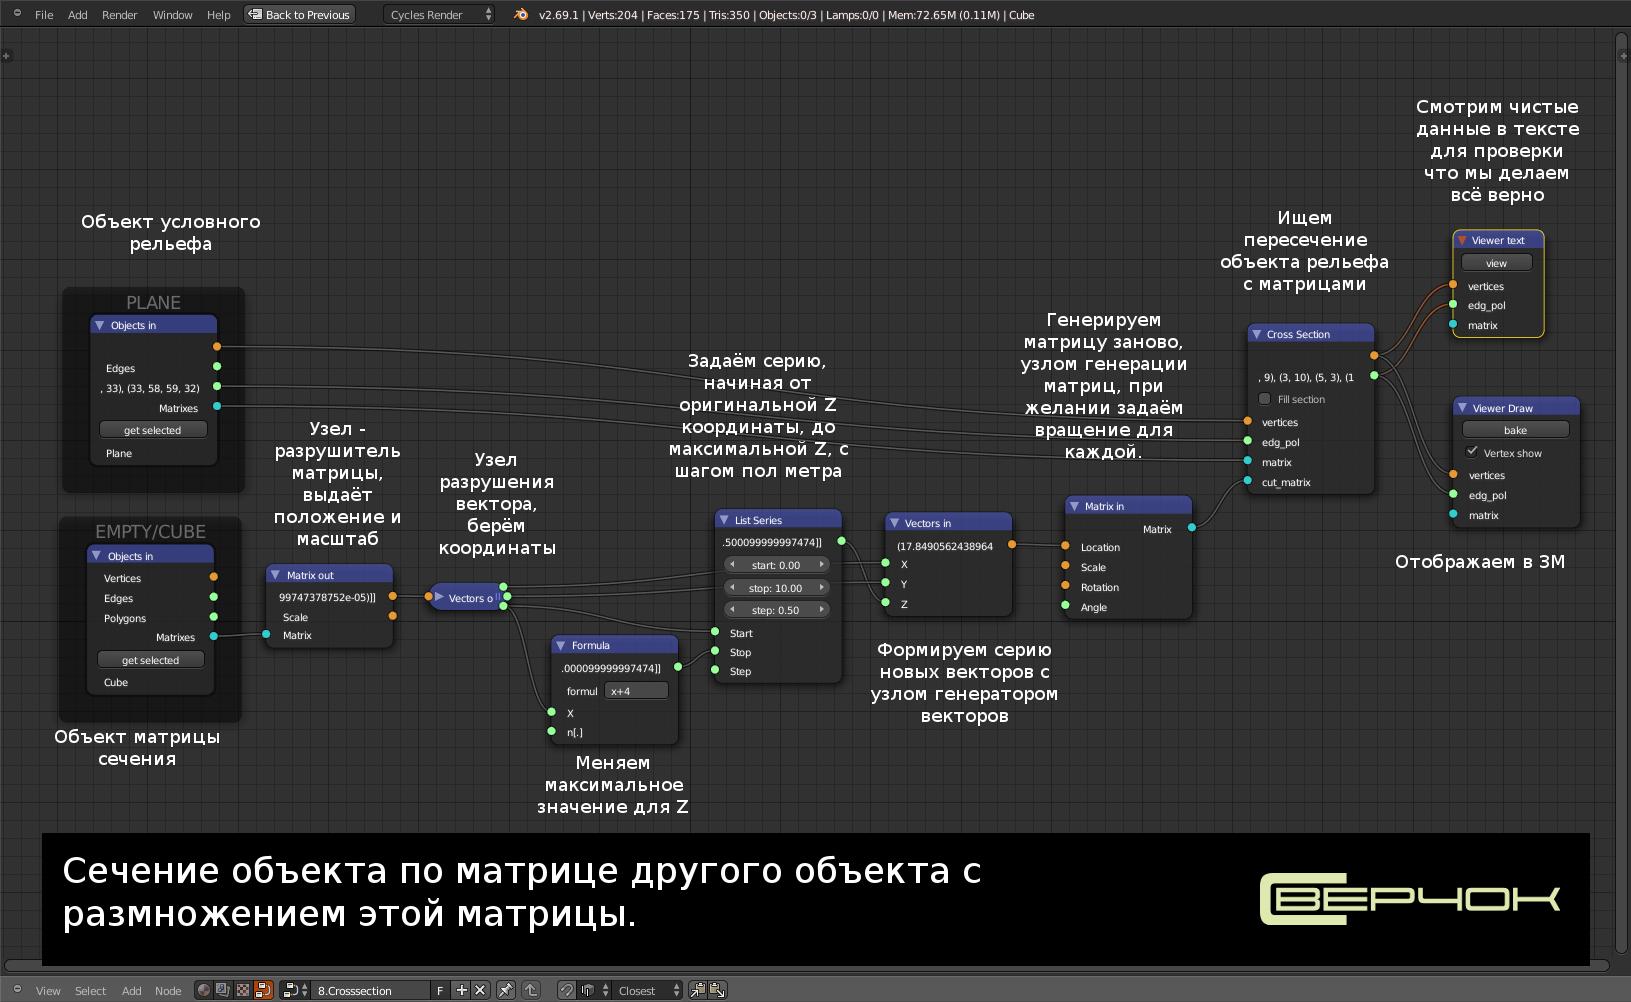 File Add Render Window Help Back to Previous Cycles Render v2.69.1 | Verts:204 | Faces:175 | Tris:350 | Objects:0/3 | Lamps:0/0 | Mem:72.65M (0.11M) | Cube
Объект условного
рельефа
PLANE
Objects in
Edges
, 33), (33, 58, 59, 32)
Matrixes
get selected
Plane
EMPTY/CUBE
Objects in
Vertices
Edges
Polygons
Matrixes
get selected
Cube
Объект матрицы
сечения
Узел -
разрушитель
матрицы,
выдаёт
положение и
масштаб
Matrix out
99747378752e-05)]]
Scale
Matrix
Узел
разрушения
вектора,
берём
координаты
Vectors o
Formula
.000099999997474]]
formul x+4
X
n[.]
Меняем
максимальное
значение для Z
Задаём серию,
начиная от
оригинальной Z
координаты, до
максимальной Z, с
шагом пол метра
List Series
.500099999997474]]
start: 0.00
stop: 10.00
step: 0.50
Start
Stop
Step
Vectors in
(17.8490562438964
X
Y
Z
Формируем серию
новых векторов с
узлом генератором
векторов
Генерируем
матрицу заново,
узлом генерации
матриц, при
желании задаём
вращение для
каждой.
Matrix in
Matrix
Location
Scale
Rotation
Angle
Ищем
пересечение
объекта рельефа
с матрицами
Cross Section
, 9), (3, 10), (5, 3), (1
Fill section
vertices
edg_pol
matrix
cut_matrix
Смотрим чистые
данные в тексте
для проверки
что мы делаем
всё верно
Viewer text
view
vertices
edg_pol
matrix
Viewer Draw
bake
Vertex show
vertices
edg_pol
matrix
Отображаем в 3М
Сечение объекта по матрице другого объекта с
размножением этой матрицы.
СВЕРЧОК
View Select Add Node 8.Crosssection F Closest